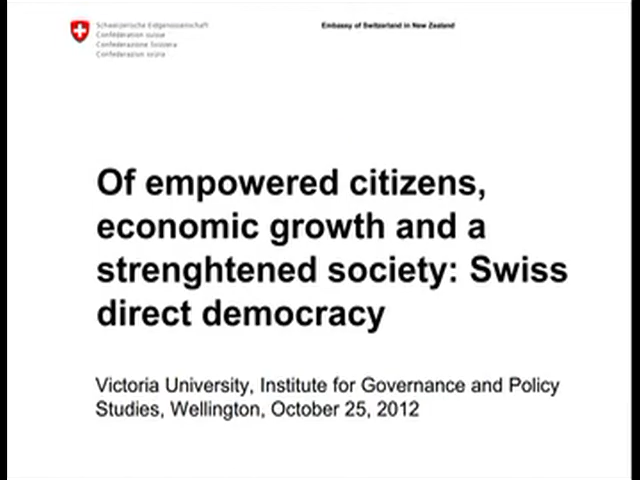 Schweizerische Eidgenossenschaft
Confédération suisse
Confederazione Svizzera
Confederaziun svizra
Embassy of Switzerland in New Zealand
Of empowered citizens,
economic growth and a
strenghtened society: Swiss
direct democracy
Victoria University, Institute for Governance and Policy
Studies, Wellington, October 25, 2012